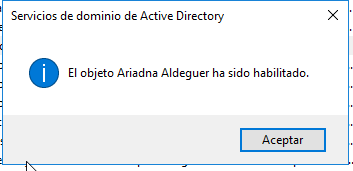 Servicios de dominio de Active Directory
El objeto Ariadna Aldeguer ha sido habilitado.
Aceptar